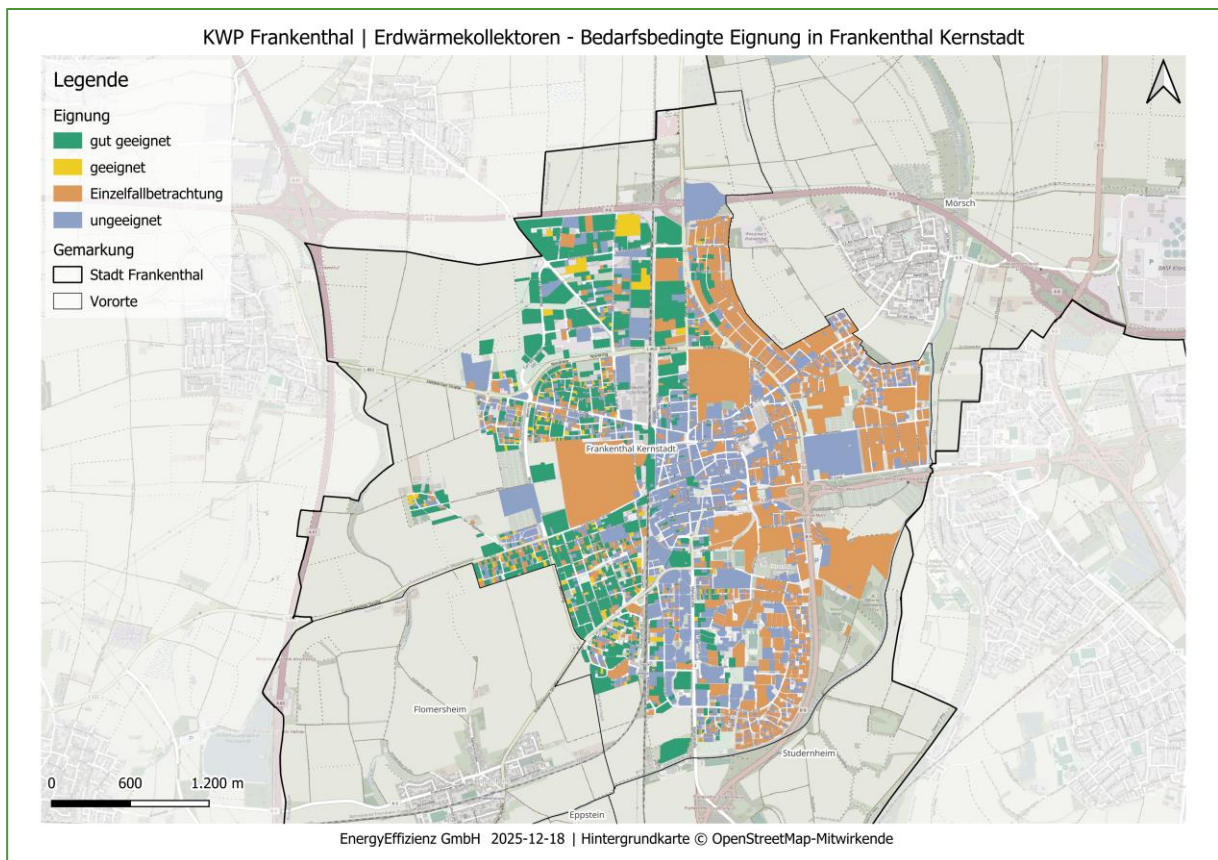 KWP Frankenthal | Erdwärmekollektoren - Bedarfsbedingte Eignung in Frankenthal Kernstadt
Legende
Eignung
gut geeignet
geeignet
Einzelfallbetrachtung
ungeeignet
Gemarkung
Stadt Frankenthal
Vororte
Mörsch
Frankenthal Kernstadt
Flomersheim
Studernheim
Eppstein
0 600 1.200 m
EnergyEffizienz GmbH 2025-12-18 | Hintergrundkarte © OpenStreetMap-Mitwirkende